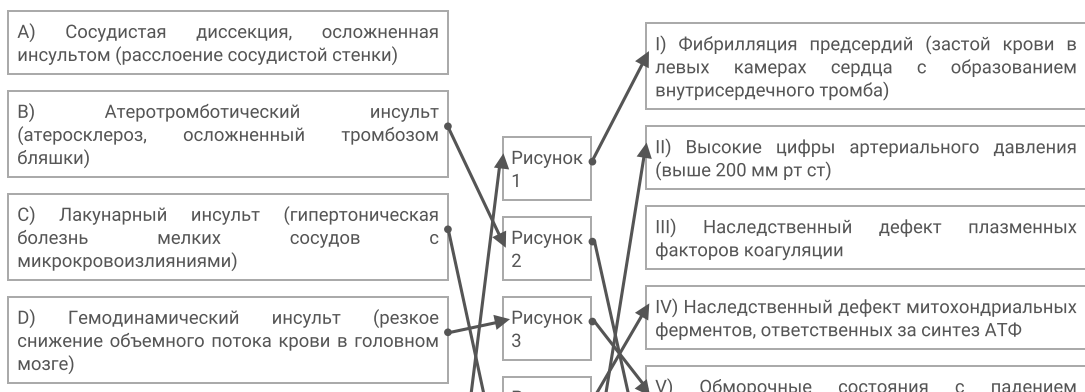 A) Сосудистая диссекция, осложненная
инсультом (расслоение сосудистой стенки)
B) Атеротромботический инсульт
(атеросклероз, осложненный тромбозом
бляшки)
C) Лакунарный инсульт (гипертоническая
болезнь мелких сосудов с
микрокровоизлияниями)
D) Гемодинамический инсульт (резкое
снижение объемного потока крови в головном
мозге)
Рисунок
1
Рисунок
2
Рисунок
3
I) Фибрилляция предсердий (застой крови в
левых камерах сердца с образованием
внутрисердечного тромба)
II) Высокие цифры артериального давления
(выше 200 мм рт ст)
III) Наследственный дефект плазменных
факторов коагуляции
IV) Наследственный дефект митохондриальных
ферментов, ответственных за синтез АТФ
V) Обморочные состояния с падением